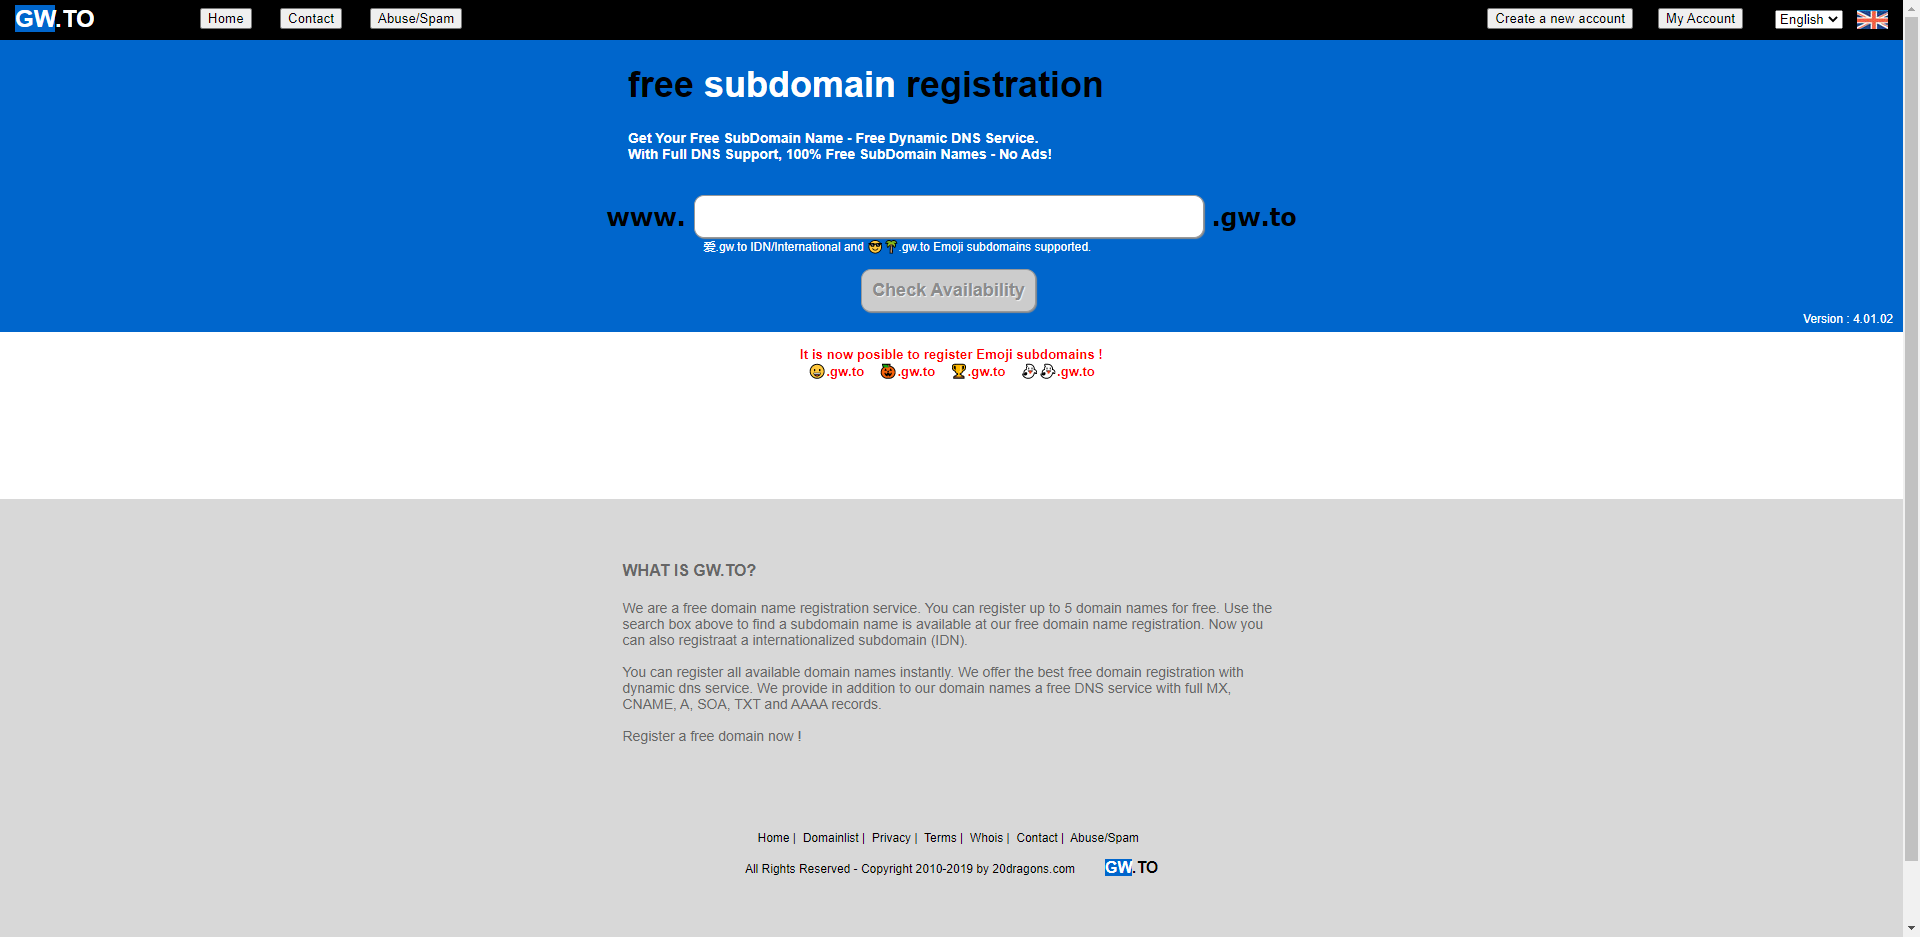 GW.TO Home Contact Abuse/Spam Create a new account My Account English
free subdomain registration
Get Your Free SubDomain Name - Free Dynamic DNS Service.
With Full DNS Support, 100% Free SubDomain Names - No Ads!
www. .gw.to
爱.gw.to IDN/International and 😎🌴.gw.to Emoji subdomains supported.
Check Availability
Version : 4.01.02
It is now posible to register Emoji subdomains !
😀.gw.to 🎃.gw.to 🏆.gw.to 👻👻.gw.to
WHAT IS GW.TO?
We are a free domain name registration service. You can register up to 5 domain names for free. Use the
search box above to find a subdomain name is available at our free domain name registration. Now you
can also registraat a internationalized subdomain (IDN).
You can register all available domain names instantly. We offer the best free domain registration with
dynamic dns service. We provide in addition to our domain names a free DNS service with full MX,
CNAME, A, SOA, TXT and AAAA records.
Register a free domain now !
Home | Domainlist | Privacy | Terms | Whois | Contact | Abuse/Spam
All Rights Reserved - Copyright 2010-2019 by 20dragons.com GW.TO